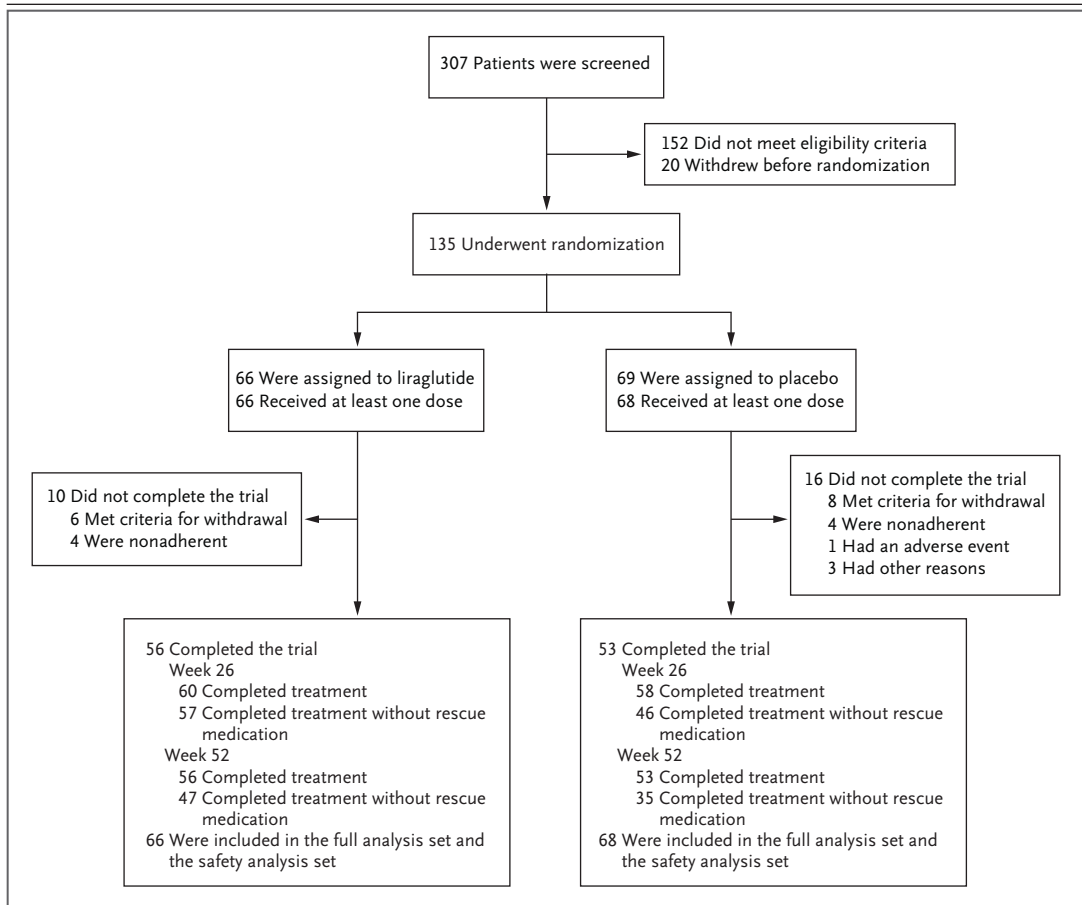 307 Patients were screened
152 Did not meet eligibility criteria
20 Withdrew before randomization
135 Underwent randomization
66 Were assigned to liraglutide
66 Received at least one dose
69 Were assigned to placebo
68 Received at least one dose
10 Did not complete the trial
6 Met criteria for withdrawal
4 Were nonadherent
16 Did not complete the trial
8 Met criteria for withdrawal
4 Were nonadherent
1 Had an adverse event
3 Had other reasons
56 Completed the trial
Week 26
60 Completed treatment
57 Completed treatment without rescue
medication
Week 52
56 Completed treatment
47 Completed treatment without rescue
medication
66 Were included in the full analysis set and
the safety analysis set
53 Completed the trial
Week 26
58 Completed treatment
46 Completed treatment without rescue
medication
Week 52
53 Completed treatment
35 Completed treatment without rescue
medication
68 Were included in the full analysis set and
the safety analysis set